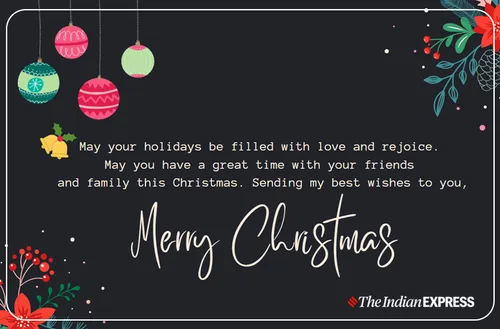 May your holidays be filled with love and rejoice.
May you have a great time with your friends
and family this Christmas. Sending my best wishes to you,
Merry Christmas
The Indian EXPRESS